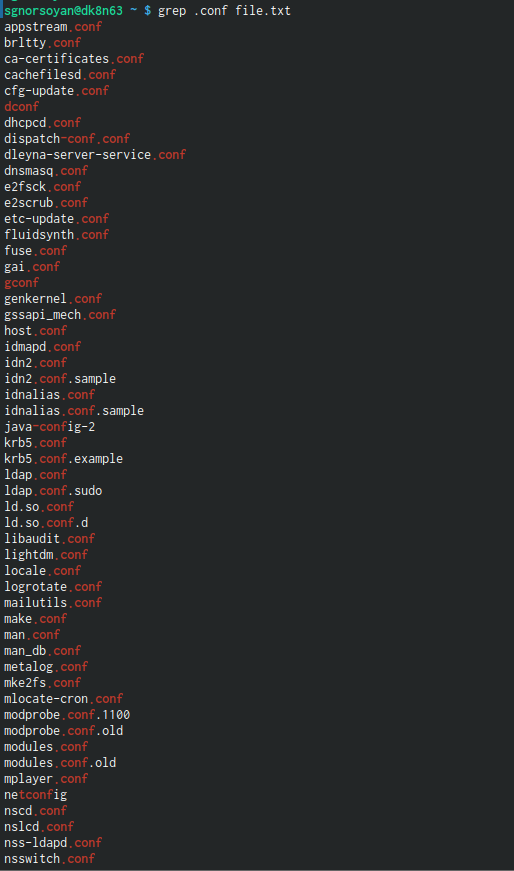 sgnorsoyan@dk8n63 ~ $ grep .conf file.txt
appstream.conf
brltty.conf
ca-certificates.conf
cachefilesd.conf
cfg-update.conf
dconf
dhcpcd.conf
dispatch-conf.conf
dleyna-server-service.conf
dnsmasq.conf
e2fsck.conf
e2scrub.conf
etc-update.conf
fluidsynth.conf
fuse.conf
gai.conf
gconf
genkernel.conf
gssapi_mech.conf
host.conf
idmapd.conf
idn2.conf
idn2.conf.sample
idnalias.conf
idnalias.conf.sample
java-config-2
krb5.conf
krb5.conf.example
ldap.conf
ldap.conf.sudo
ld.so.conf
ld.so.conf.d
libaudit.conf
lightdm.conf
locale.conf
logrotate.conf
mailutils.conf
make.conf
man.conf
man_db.conf
metalog.conf
mke2fs.conf
mlocate-cron.conf
modprobe.conf.1100
modprobe.conf.old
modules.conf
modules.conf.old
mplayer.conf
netconfig
nscd.conf
nslcd.conf
nss-ldapd.conf
nsswitch.conf